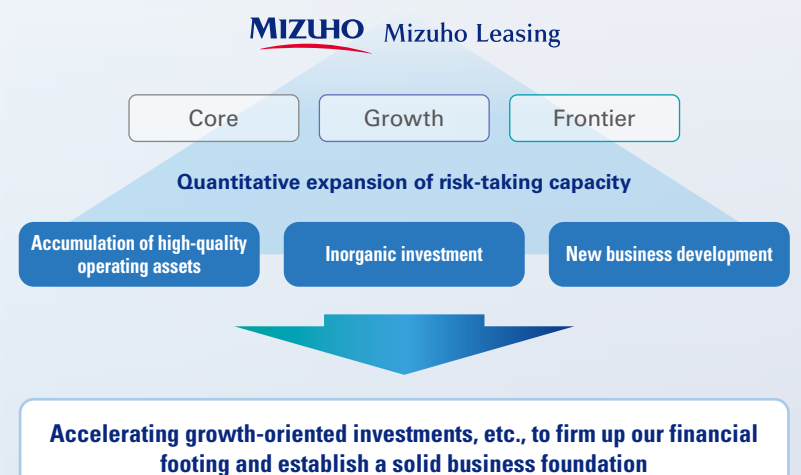 MIZUHO Mizuho Leasing
Core Growth Frontier
Quantitative expansion of risk-taking capacity
Accumulation of high-quality
operating assets
Inorganic investment
New business development
Accelerating growth-oriented investments, etc., to firm up our financial
footing and establish a solid business foundation